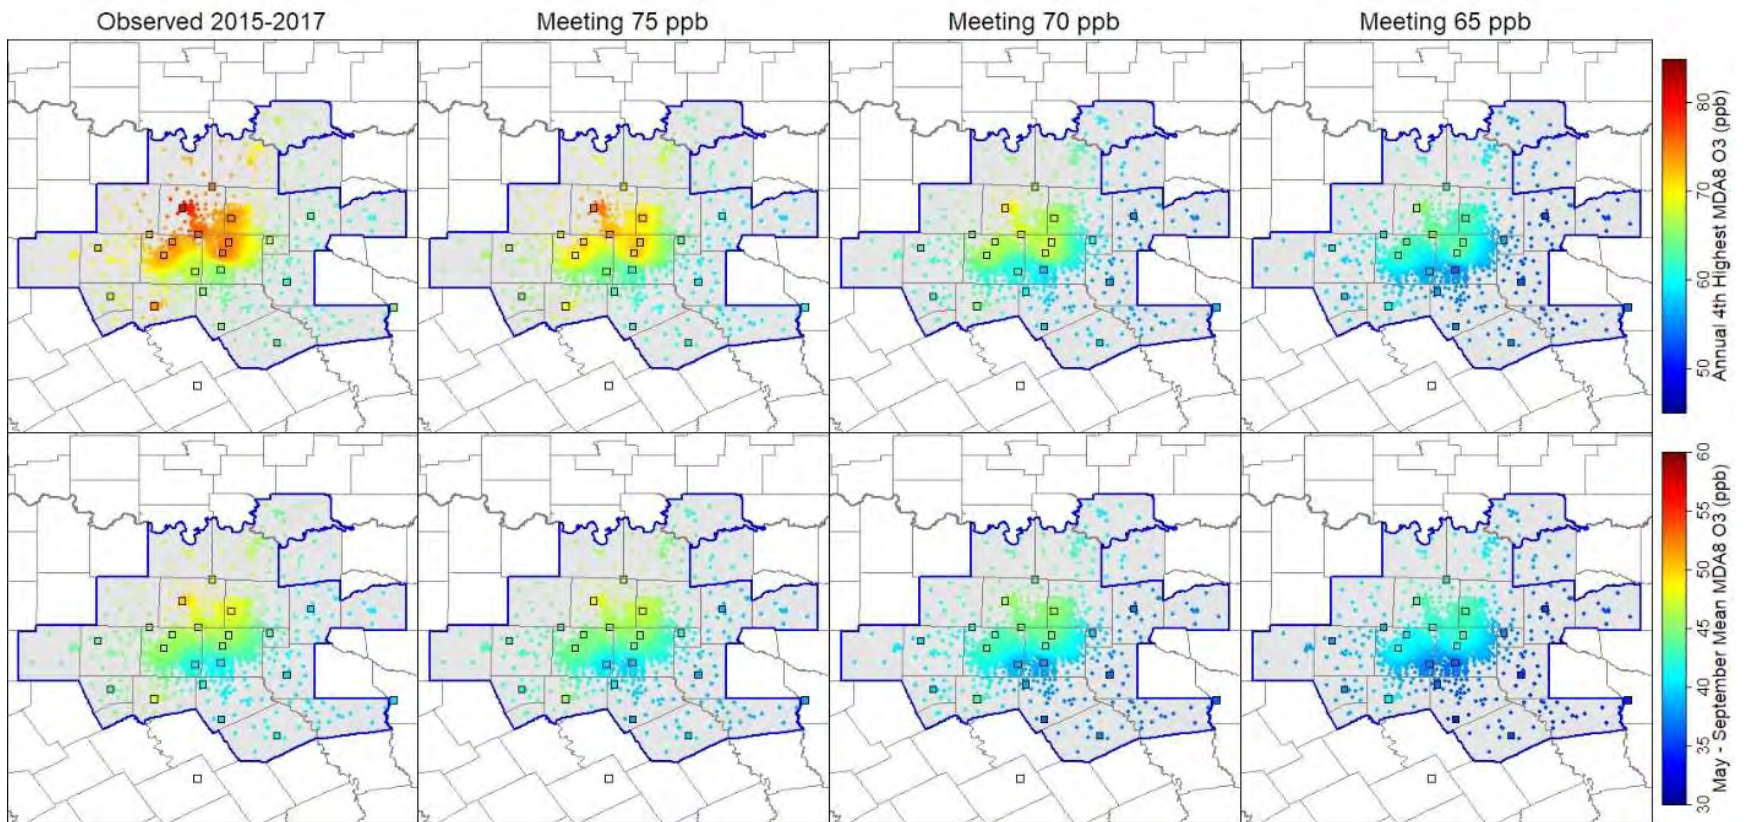 Observed 2015-2017
Meeting 75 ppb
Meeting 70 ppb
Meeting 65 ppb
80
70
60
50
Annual 4th Highest MDA8 O3 (ppb)
60
55
50
45
40
35
30
May - September Mean MDA8 O3 (ppb)